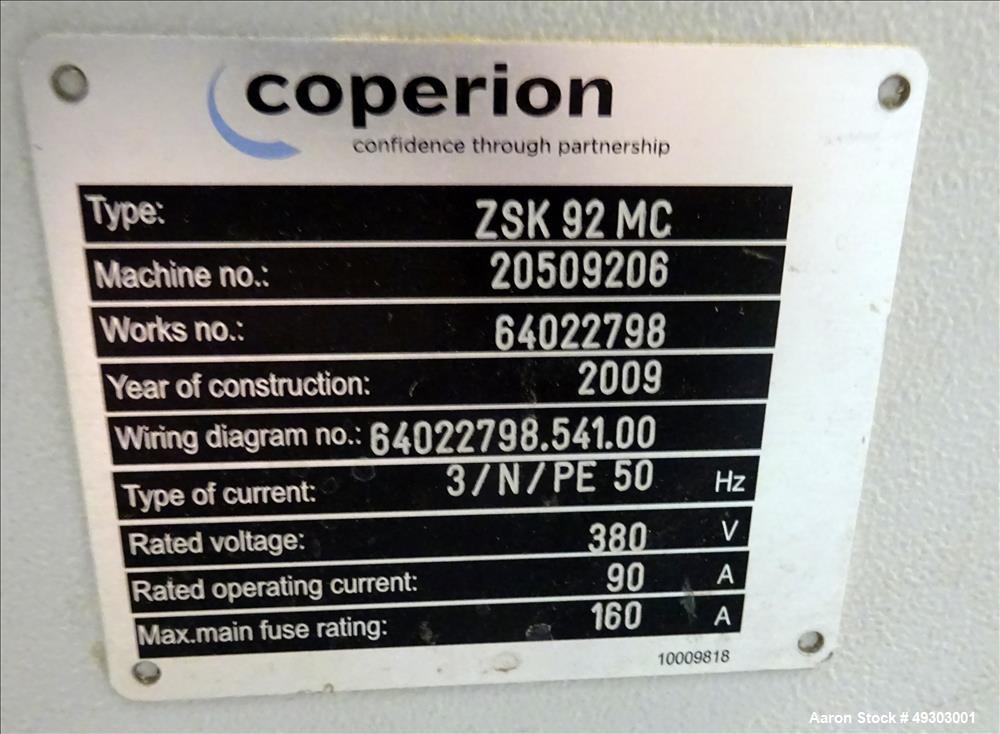 coperion
confidence through partnership
Type: ZSK 92 MC
Machine no.: 20509206
Works no.: 64022798
Year of construction: 2009
Wiring diagram no.: 64022798.541.00
Type of current: 3/N/PE 50 Hz
Rated voltage: 380 V
Rated operating current: 90 A
Max.main fuse rating: 160 A
10009818
Aaron Stock # 49303001